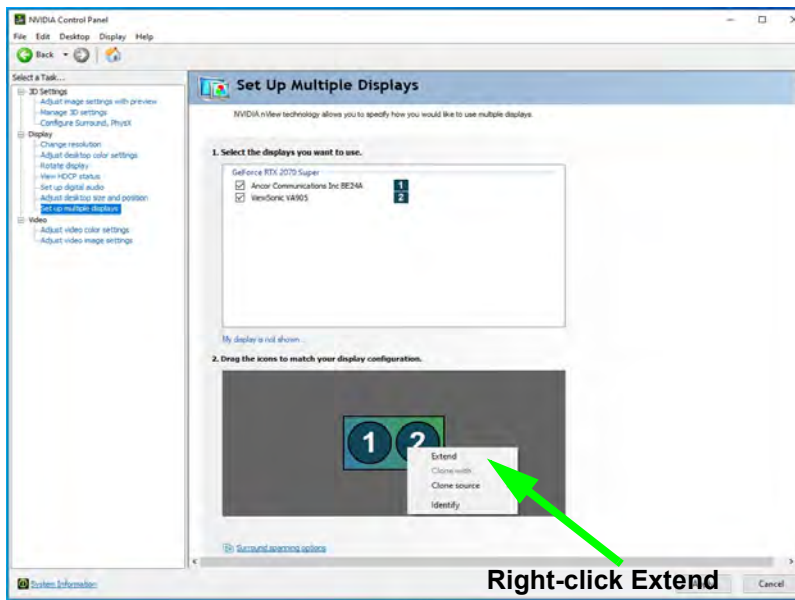 NVIDIA Control Panel
File Edit Desktop Display Help
Back
Select a Task...
3D Settings
Adjust image settings with preview
Manage 3D settings
Configure Surround, PhysX
Display
Change resolution
Adjust desktop color settings
Rotate display
View HDCP status
Set up digital audio
Adjust desktop size and position
Set up multiple displays
Video
Adjust video color settings
Adjust video image settings
Set Up Multiple Displays
NVIDIA nView technology allows you to specify how you would like to use multiple displays.
1. Select the displays you want to use.
GeForce RTX 2070 Super
Ancor Communications Inc BE24A 1
ViewSonic VA905 2
My display is not shown...
2. Drag the icons to match your display configuration.
1 2
Extend
Clone with
Clone source
Identify
Surround spanning options
Right-click Extend
System Information
Cancel